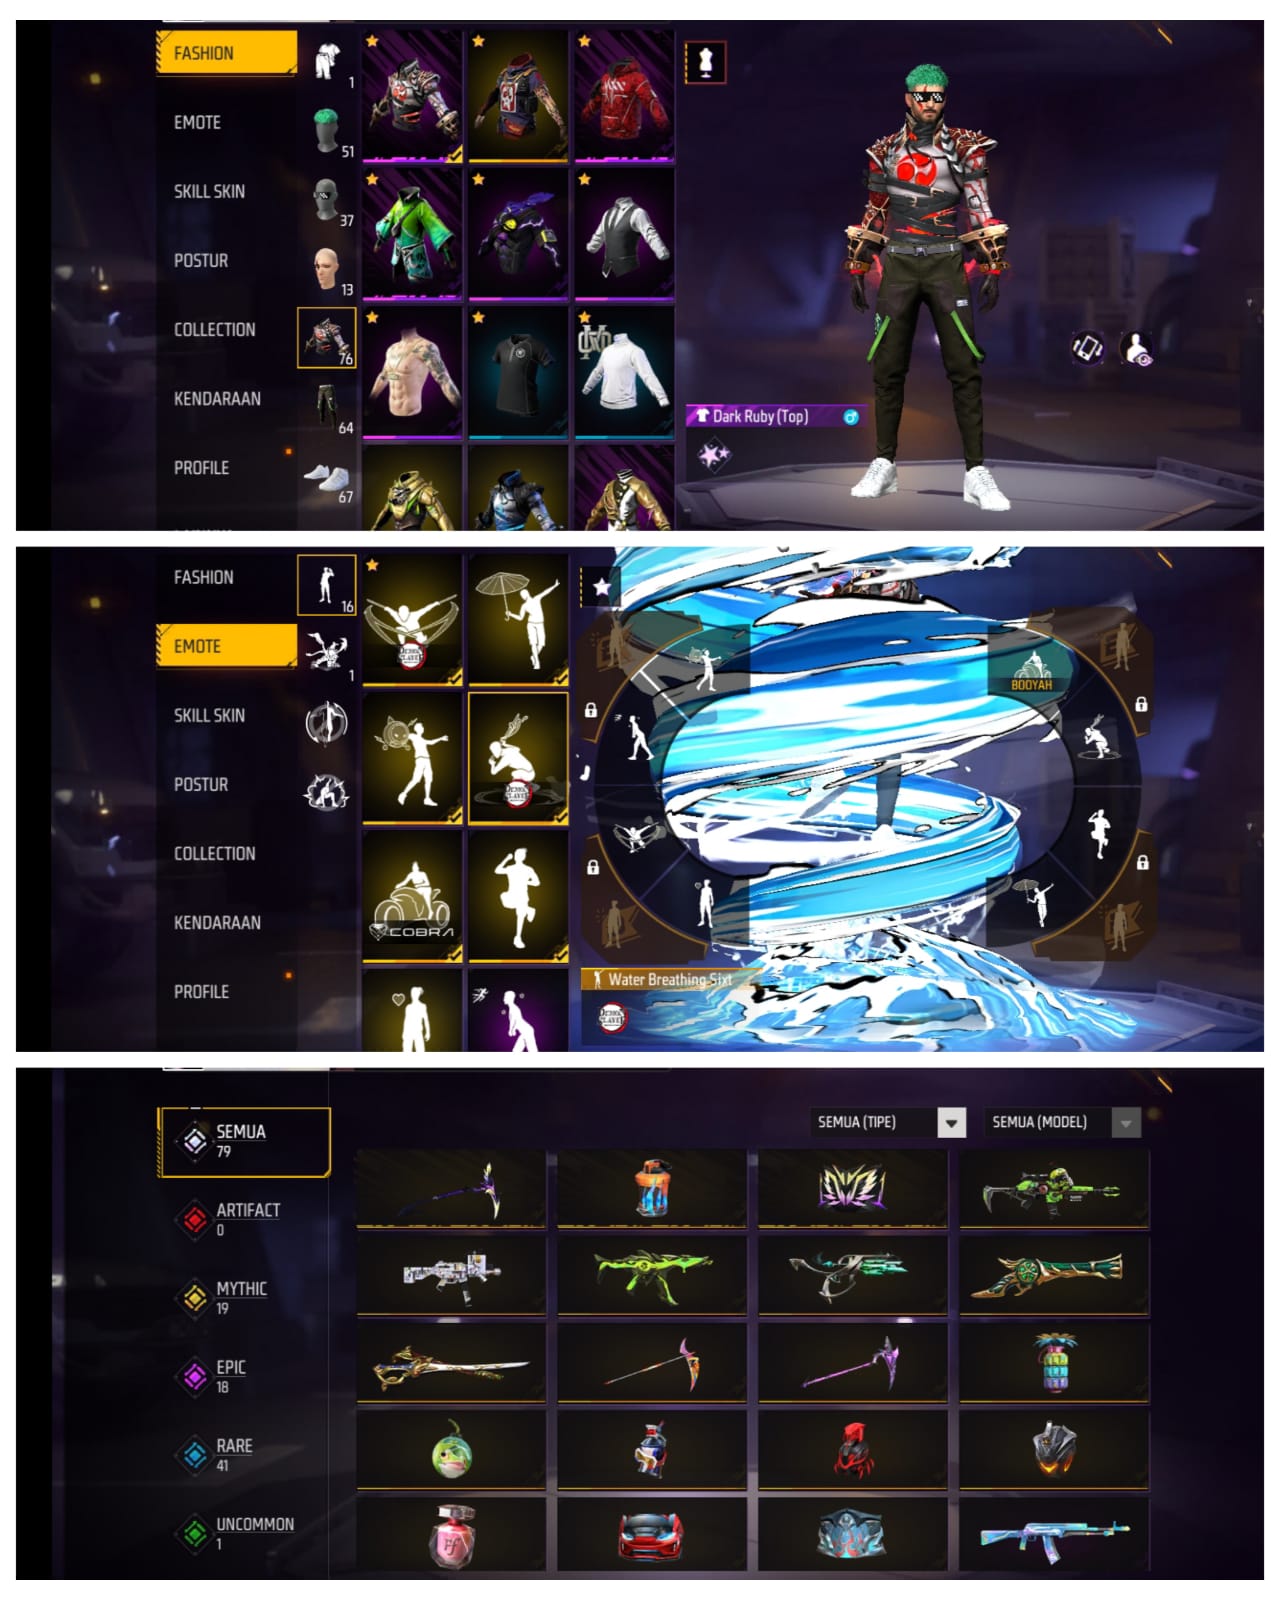 FASHION
1
EMOTE
51
SKILL SKIN
37
POSTUR
13
COLLECTION
76
KENDARAAN
64
PROFILE
67
Dark Ruby (Top)
FASHION
16
EMOTE
1
SKILL SKIN
POSTUR
COLLECTION
KENDARAAN
PROFILE
COBRA
BOOYAH
Water Breathing Sixt
SEMUA
79
ARTIFACT
0
MYTHIC
19
EPIC
18
RARE
41
UNCOMMON
1
SEMUA (TIPE)
SEMUA (MODEL)
Ff